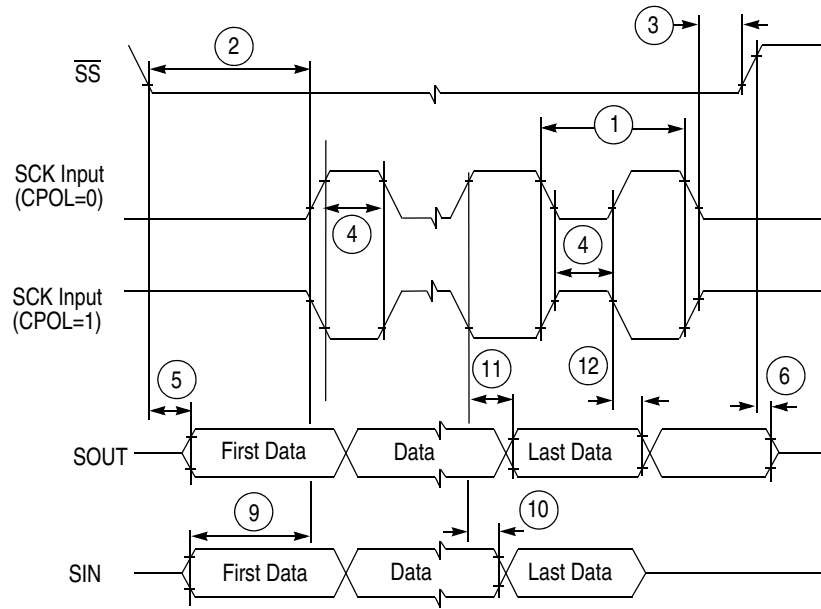 3
2
SS
1
SCK Input
(CPOL=0)
4
4
SCK Input
(CPOL=1)
5
11
12
6
SOUT
First Data
Data
Last Data
9
10
SIN
First Data
Data
Last Data